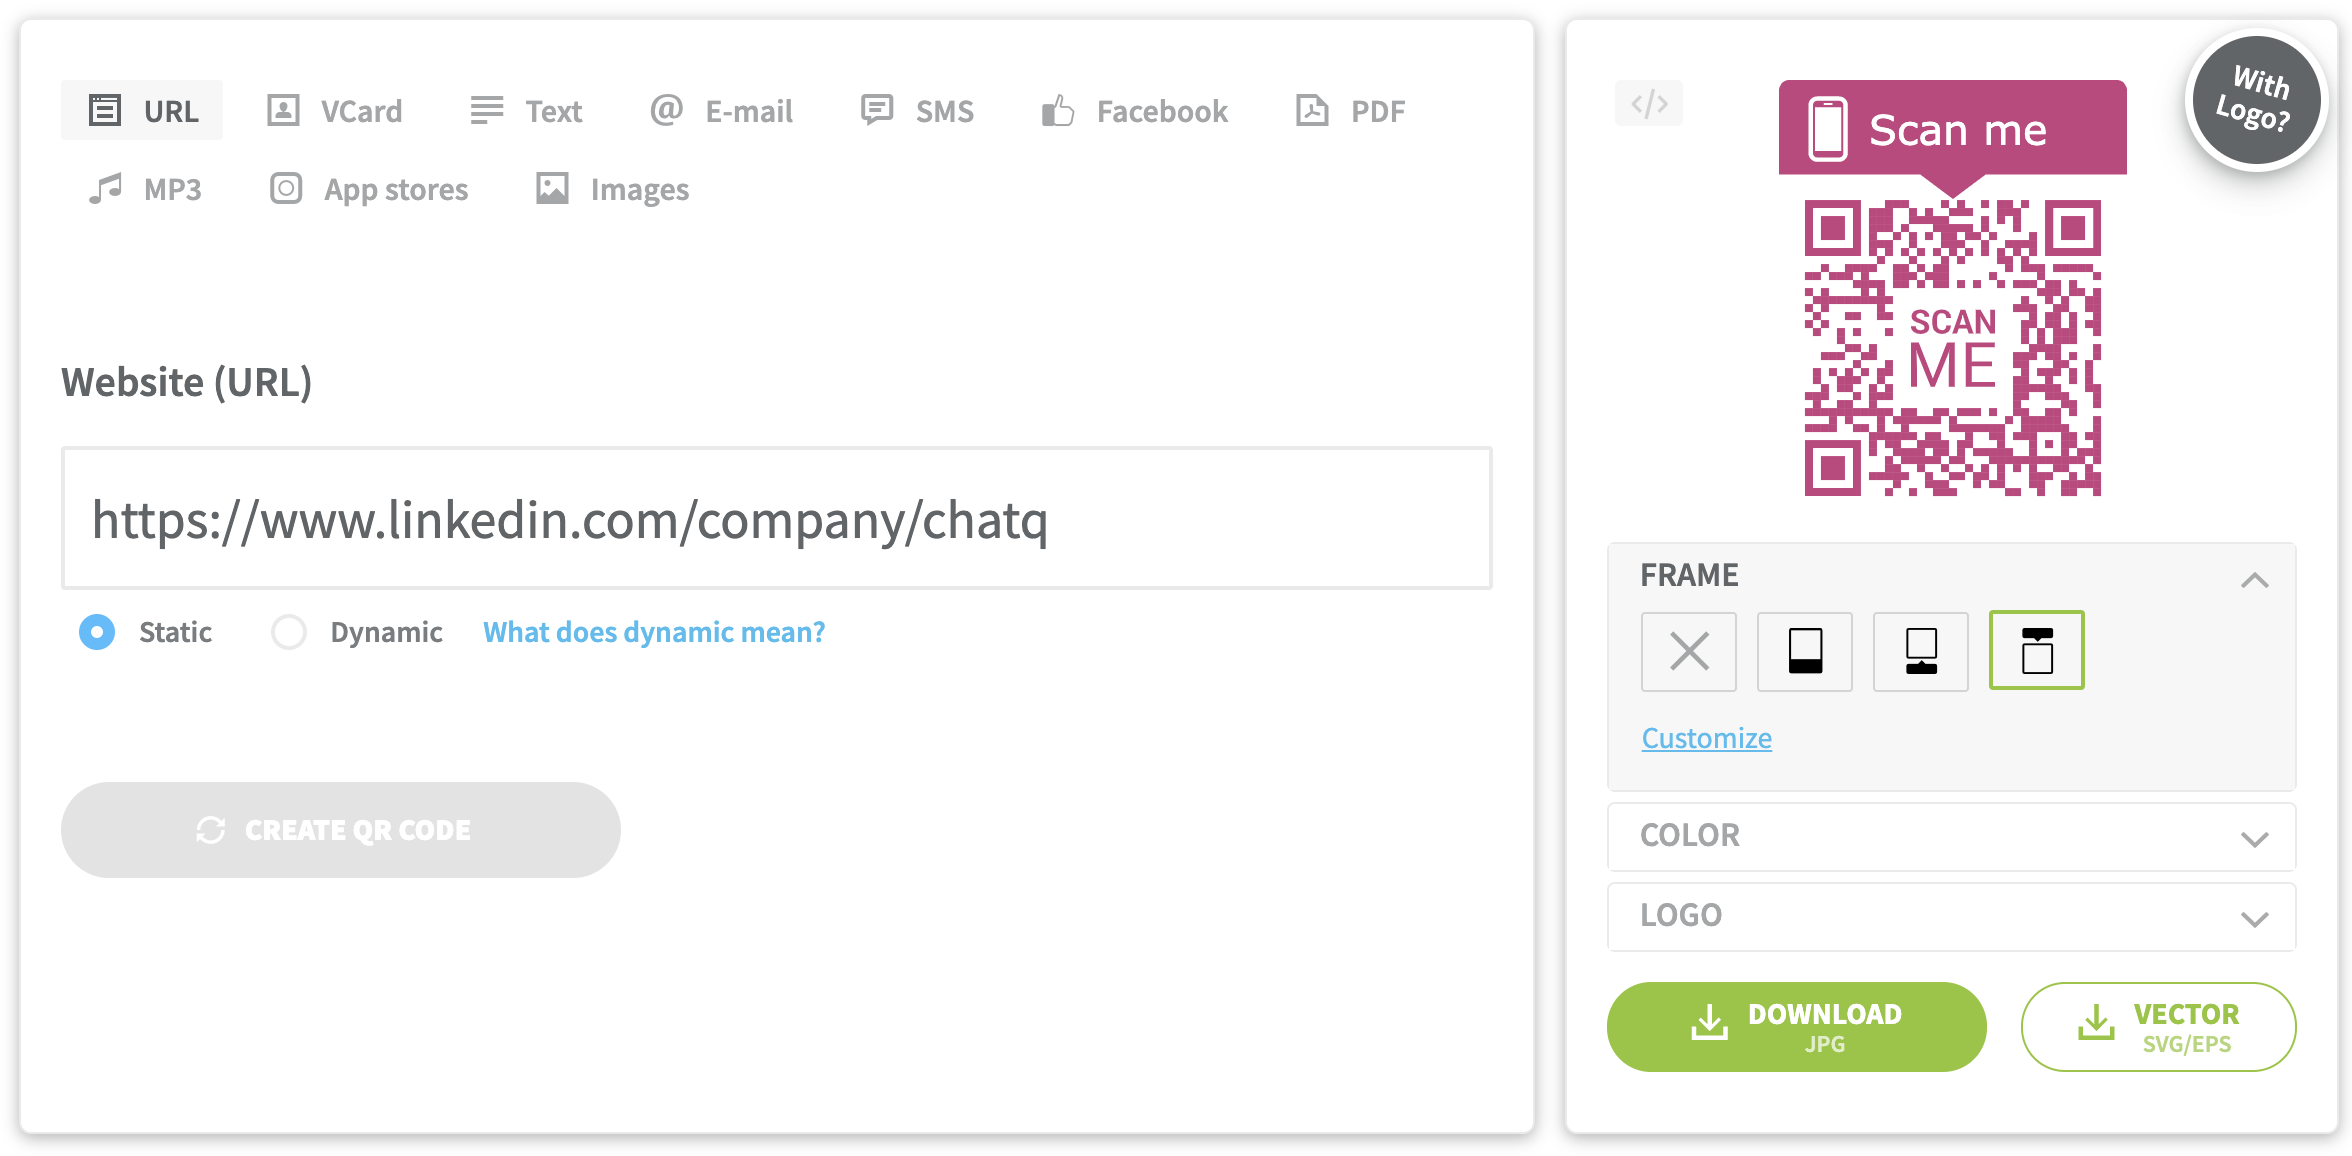 URL
VCard
Text
E-mail
SMS
Facebook
PDF
MP3
App stores
Images
Website (URL)
https://www.linkedin.com/company/chatq
Static
Dynamic
What does dynamic mean?
CREATE QR CODE
</>
Scan me
With
Logo?
SCAN
ME
FRAME
Customize
COLOR
LOGO
DOWNLOAD
JPG
VECTOR
SVG/EPS